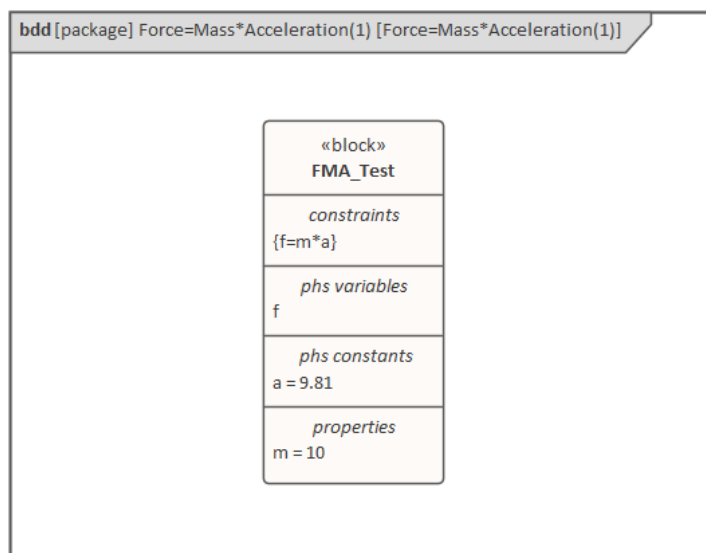 bdd [package] Force=Mass*Acceleration(1) [Force=Mass*Acceleration(1)]
«block»
FMA_Test
constraints
{f=m*a}
phs variables
f
phs constants
a = 9.81
properties
m = 10